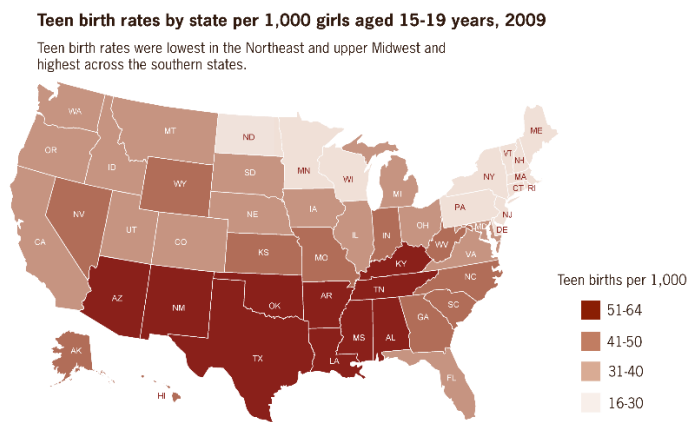 Teen birth rates by state per 1,000 girls aged 15-19 years, 2009
Teen birth rates were lowest in the Northeast and upper Midwest and
highest across the southern states.
WA
MT
ND
ME
OR
ID
MN
VT
NH
SD
WI
NY
MA
WY
MI
CT RI
IA
PA
NV
NE
NJ
UT
IL
IN
OH
MD
DE
CA
CO
WV
VA
KS
MO
KY
NC
TN
AZ
NM
OK
AR
SC
GA
MS
AL
AK
TX
LA
FL
HI
Teen births per 1,000
51-64
41-50
31-40
16-30